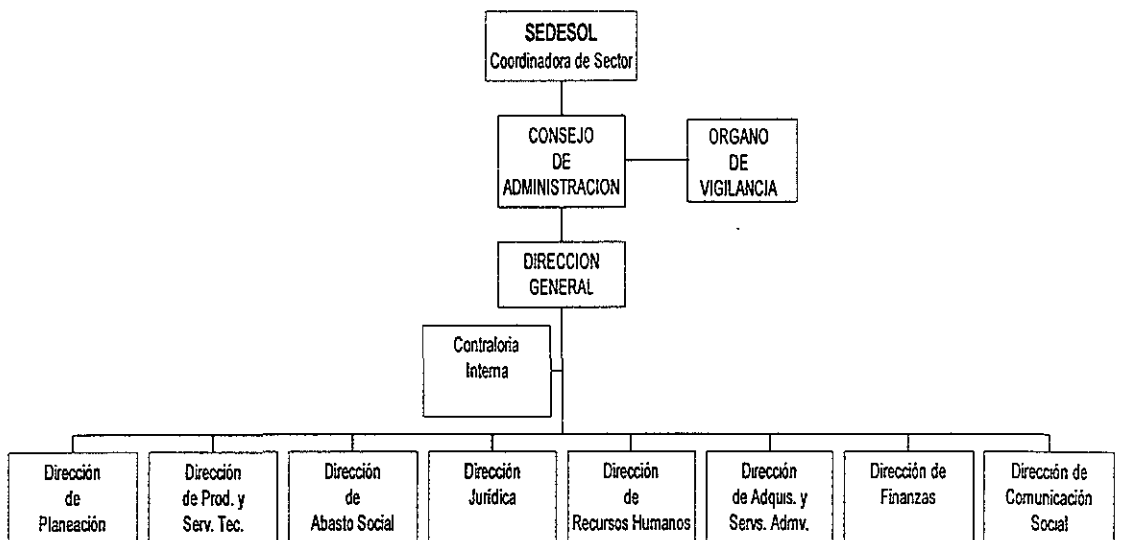 SEDESOL
Coordinadora de Sector
CONSEJO
DE
ADMINISTRACION
ORGANO
DE
VIGILANCIA
DIRECCION
GENERAL
Contraloria
Interna
Dirección
de
Planeación
Dirección
de Prod. y
Serv. Tec.
Dirección
de
Abasto Social
Dirección
Jurídica
Dirección
de
Recursos Humanos
Dirección
de Adquis. y
Servs. Admv.
Dirección de
Finanzas
Dirección de
Comunicación
Social